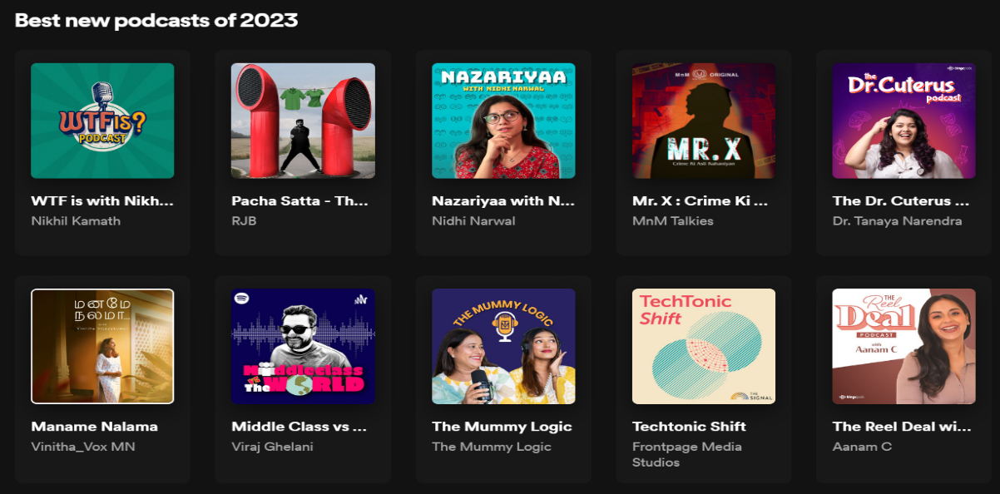 Best new podcasts of 2023
WTF is?
PODCAST
WTF is with Nikh...
Nikhil Kamath
Pacha Satta - Th...
RJB
NAZARIYAA
WITH NIDHI NARWAL
Nazariyaa with N...
Nidhi Narwal
MnM ORIGINAL
MR.X
Crime Ki Asli Kahaniyan
Mr. X : Crime Ki ...
MnM Talkies
the
Dr.Cuterus
podcast
The Dr. Cuterus ...
Dr. Tanaya Narendra
மனமே
நலமா...
Maname Nalama
Vinitha_Vox MN
Middleclass
vs
The WORLD
Middle Class vs ...
Viraj Ghelani
THE MUMMY LOGIC
The Mummy Logic
The Mummy Logic
TechTonic
Shift
THE
SIGNAL
Techtonic Shift
Frontpage Media
Studios
THE
Reel
Deal
PODCAST
with
Aanam C
The Reel Deal wi...
Aanam C